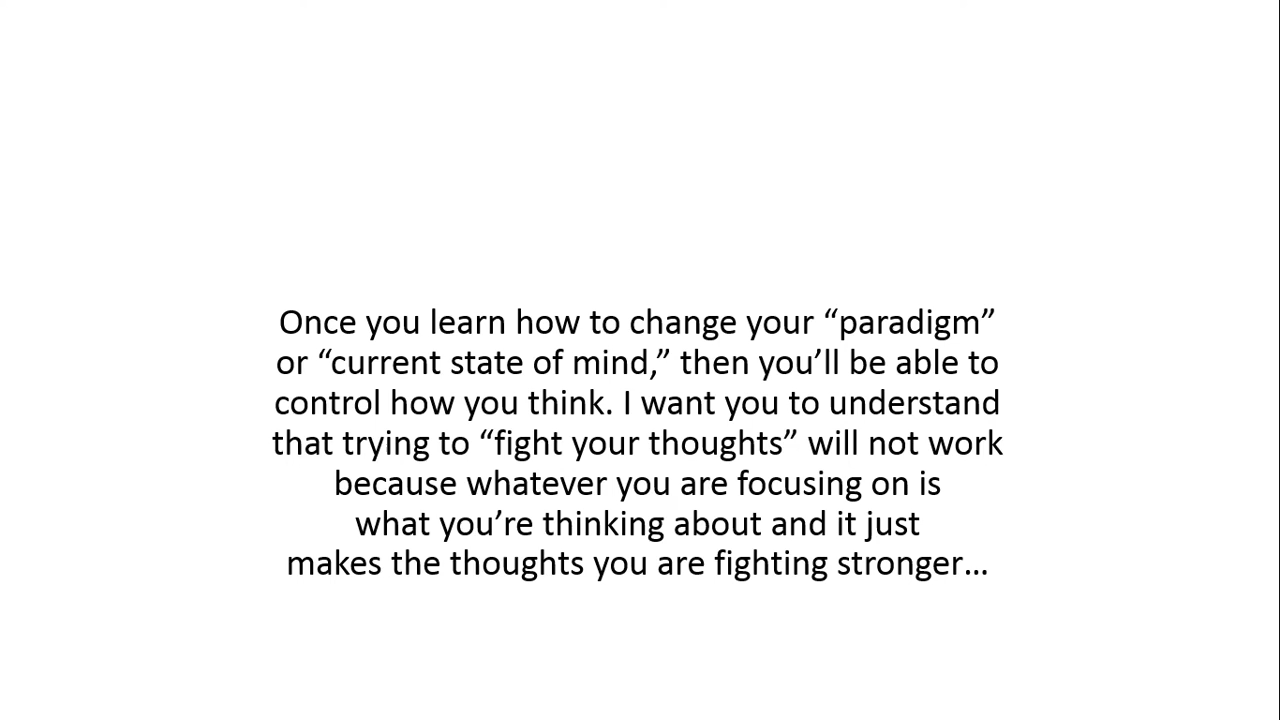 Once you learn how to change your “paradigm”
or “current state of mind,” then you’ll be able to
control how you think. I want you to understand
that trying to “fight your thoughts” will not work
because whatever you are focusing on is
what you’re thinking about and it just
makes the thoughts you are fighting stronger…